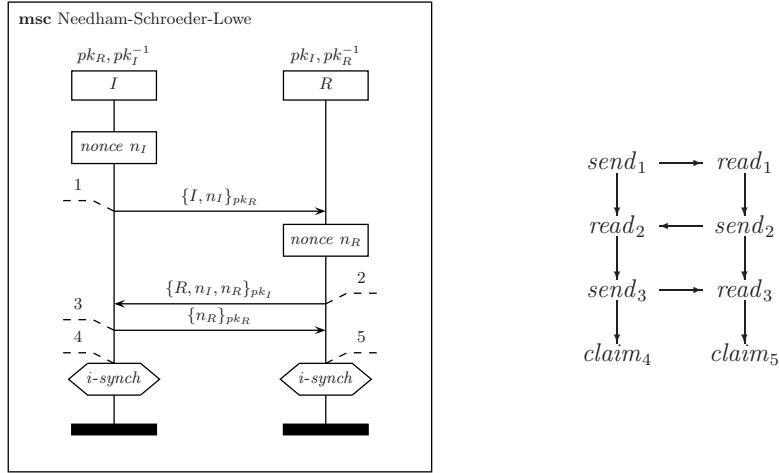 msc Needham-Schroeder-Lowe
pk_R, pk_I^{-1}
pk_I, pk_R^{-1}
I
R
nonce n_I
1
{I, n_I}_{pk_R}
nonce n_R
{R, n_I, n_R}_{pk_I}
2
3
{n_R}_{pk_R}
4
5
i-synch
i-synch
send_1
read_1
read_2
send_2
send_3
read_3
claim_4
claim_5